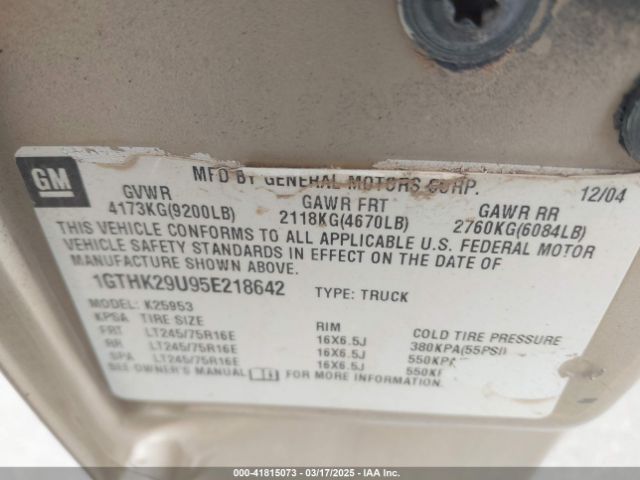 GM
MFD BY GENERAL MOTORS CORP.
GVWR GAWR FRT GAWR RR 12/04
4173KG(9200LB) 2118KG(4670LB) 2760KG(6084LB)
THIS VEHICLE CONFORMS TO ALL APPLICABLE U.S. FEDERAL MOTOR
VEHICLE SAFETY STANDARDS IN EFFECT ON THE DATE OF
MANUFACTURE SHOWN ABOVE.
1GTHK29U95E218642 TYPE: TRUCK
MODEL: K25953
KPSA TIRE SIZE RIM COLD TIRE PRESSURE
FRT LT245/75R16E 16X6.5J 380KPA(55PSI)
RR LT245/75R16E 16X6.5J 550KPA
SPA LT245/75R16E 16X6.5J 550KP
SEE OWNER'S MANUAL FOR MORE INFORMATION.
000-41815073 — 03/17/2025 — IAA Inc.